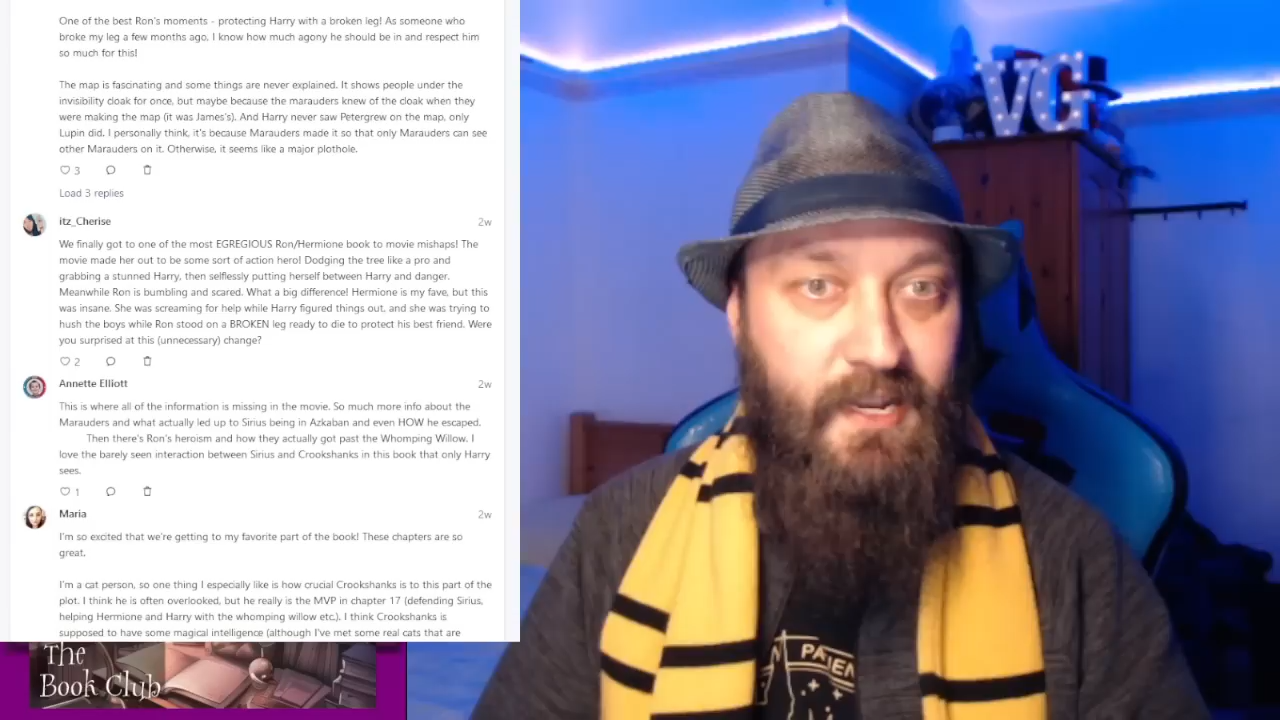 One of the best Ron's moments - protecting Harry with a broken leg! As someone who
broke my leg a few months ago, I know how much agony he should be in and respect him
so much for this!
The map is fascinating and some things are never explained. It shows people under the
invisibility cloak for once, but maybe because the marauders knew of the cloak when they
were making the map (it was James's). And Harry never saw Petergrew on the map, only
Lupin did. I personally think, it's because Marauders made it so that only Marauders can see
other Marauders on it. Otherwise, it seems like a major plothole.
3
Load 3 replies
itz_Cherise
2w
We finally got to one of the most EGREGIOUS Ron/Hermione book to movie mishaps! The
movie made her out to be some sort of action hero! Dodging the tree like a pro and
grabbing a stunned Harry, then selflessly putting herself between Harry and danger.
Meanwhile Ron is bumbling and scared. What a big difference! Hermione is my fave, but this
was insane. She was screaming for help while Harry figured things out, and she was trying to
hush the boys while Ron stood on a BROKEN leg ready to die to protect his best friend. Were
you surprised at this (unnecessary) change?
2
Annette Elliott
2w
This is where all of the information is missing in the movie. So much more info about the
Marauders and what actually led up to Sirius being in Azkaban and even HOW he escaped.
Then there's Ron's heroism and how they actually got past the Whomping Willow. I
love the barely seen interaction between Sirius and Crookshanks in this book that only Harry
sees.
1
Maria
2w
I'm so excited that we're getting to my favorite part of the book! These chapters are so
great.
I'm a cat person, so one thing I especially like is how crucial Crookshanks is to this part of the
plot. I think he is often overlooked, but he really is the MVP in chapter 17 (defending Sirius,
helping Hermione and Harry with the whomping willow etc.). I think Crookshanks is
supposed to have some magical intelligence (although I've met some real cats that are
The
Book Club
VG